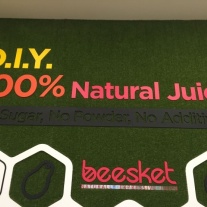 D.I.Y.
00% Natural Juic
Sugar, No Powder, No Additi
beesket